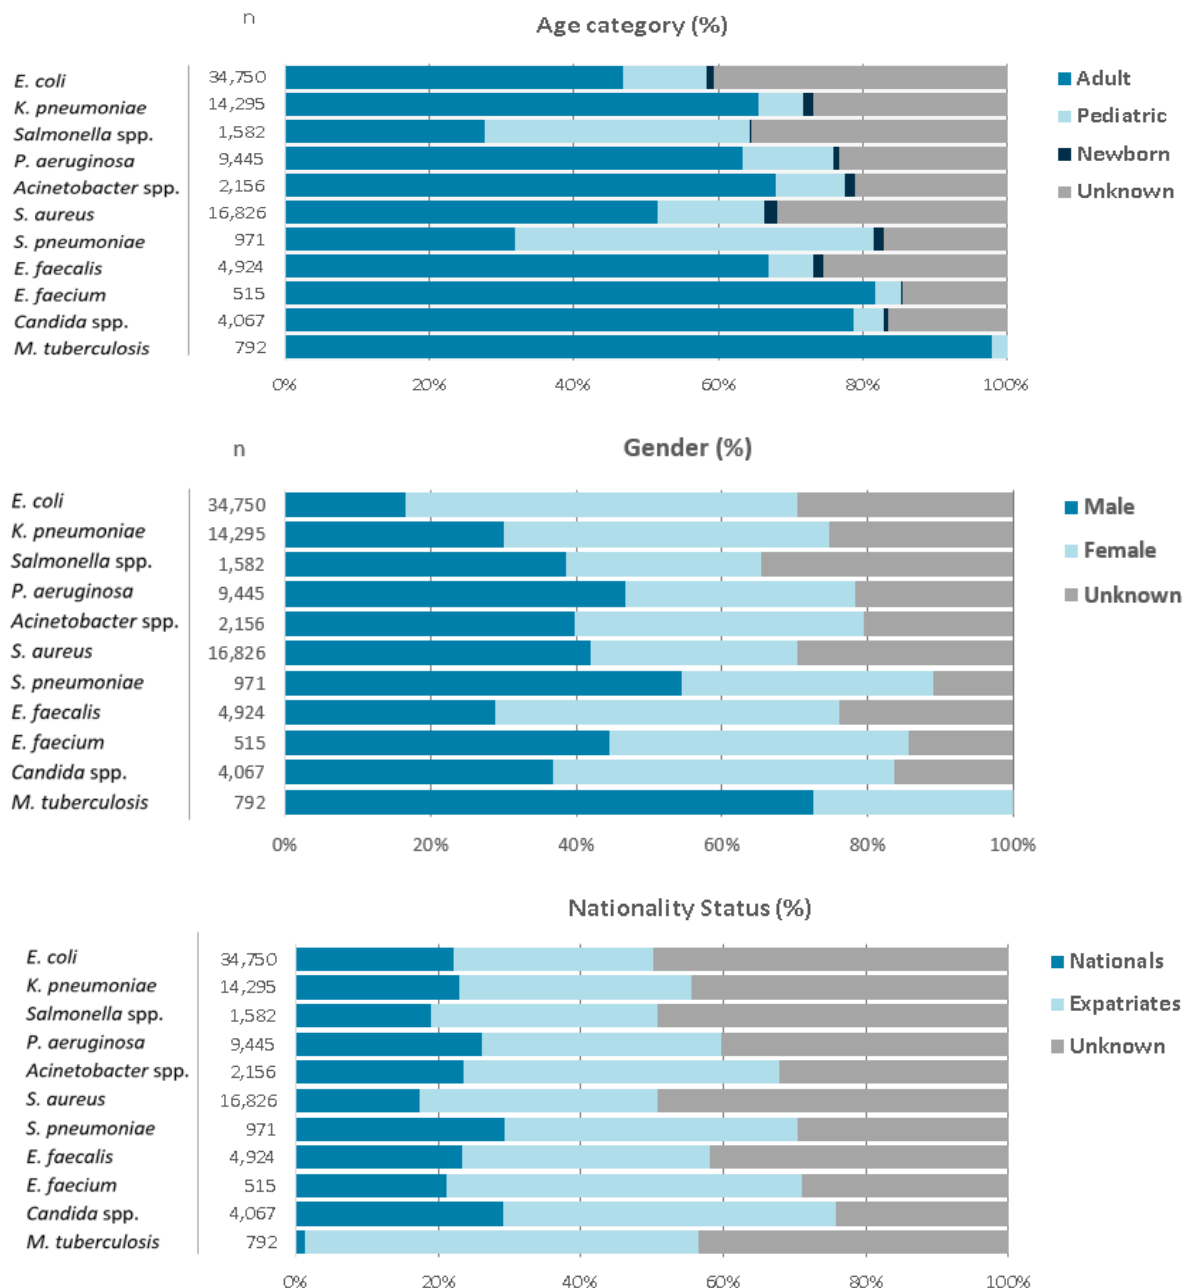 n Age category (%)
E. coli 34,750
K. pneumoniae 14,295
Salmonella spp. 1,582
P. aeruginosa 9,445
Acinetobacter spp. 2,156
S. aureus 16,826
S. pneumoniae 971
E. faecalis 4,924
E. faecium 515
Candida spp. 4,067
M. tuberculosis 792
Adult
Pediatric
Newborn
Unknown
0% 20% 40% 60% 80% 100%
n Gender (%)
E. coli 34,750
K. pneumoniae 14,295
Salmonella spp. 1,582
P. aeruginosa 9,445
Acinetobacter spp. 2,156
S. aureus 16,826
S. pneumoniae 971
E. faecalis 4,924
E. faecium 515
Candida spp. 4,067
M. tuberculosis 792
Male
Female
Unknown
0% 20% 40% 60% 80% 100%
Nationality Status (%)
E. coli 34,750
K. pneumoniae 14,295
Salmonella spp. 1,582
P. aeruginosa 9,445
Acinetobacter spp. 2,156
S. aureus 16,826
S. pneumoniae 971
E. faecalis 4,924
E. faecium 515
Candida spp. 4,067
M. tuberculosis 792
Nationals
Expatriates
Unknown
0% 20% 40% 60% 80% 100%